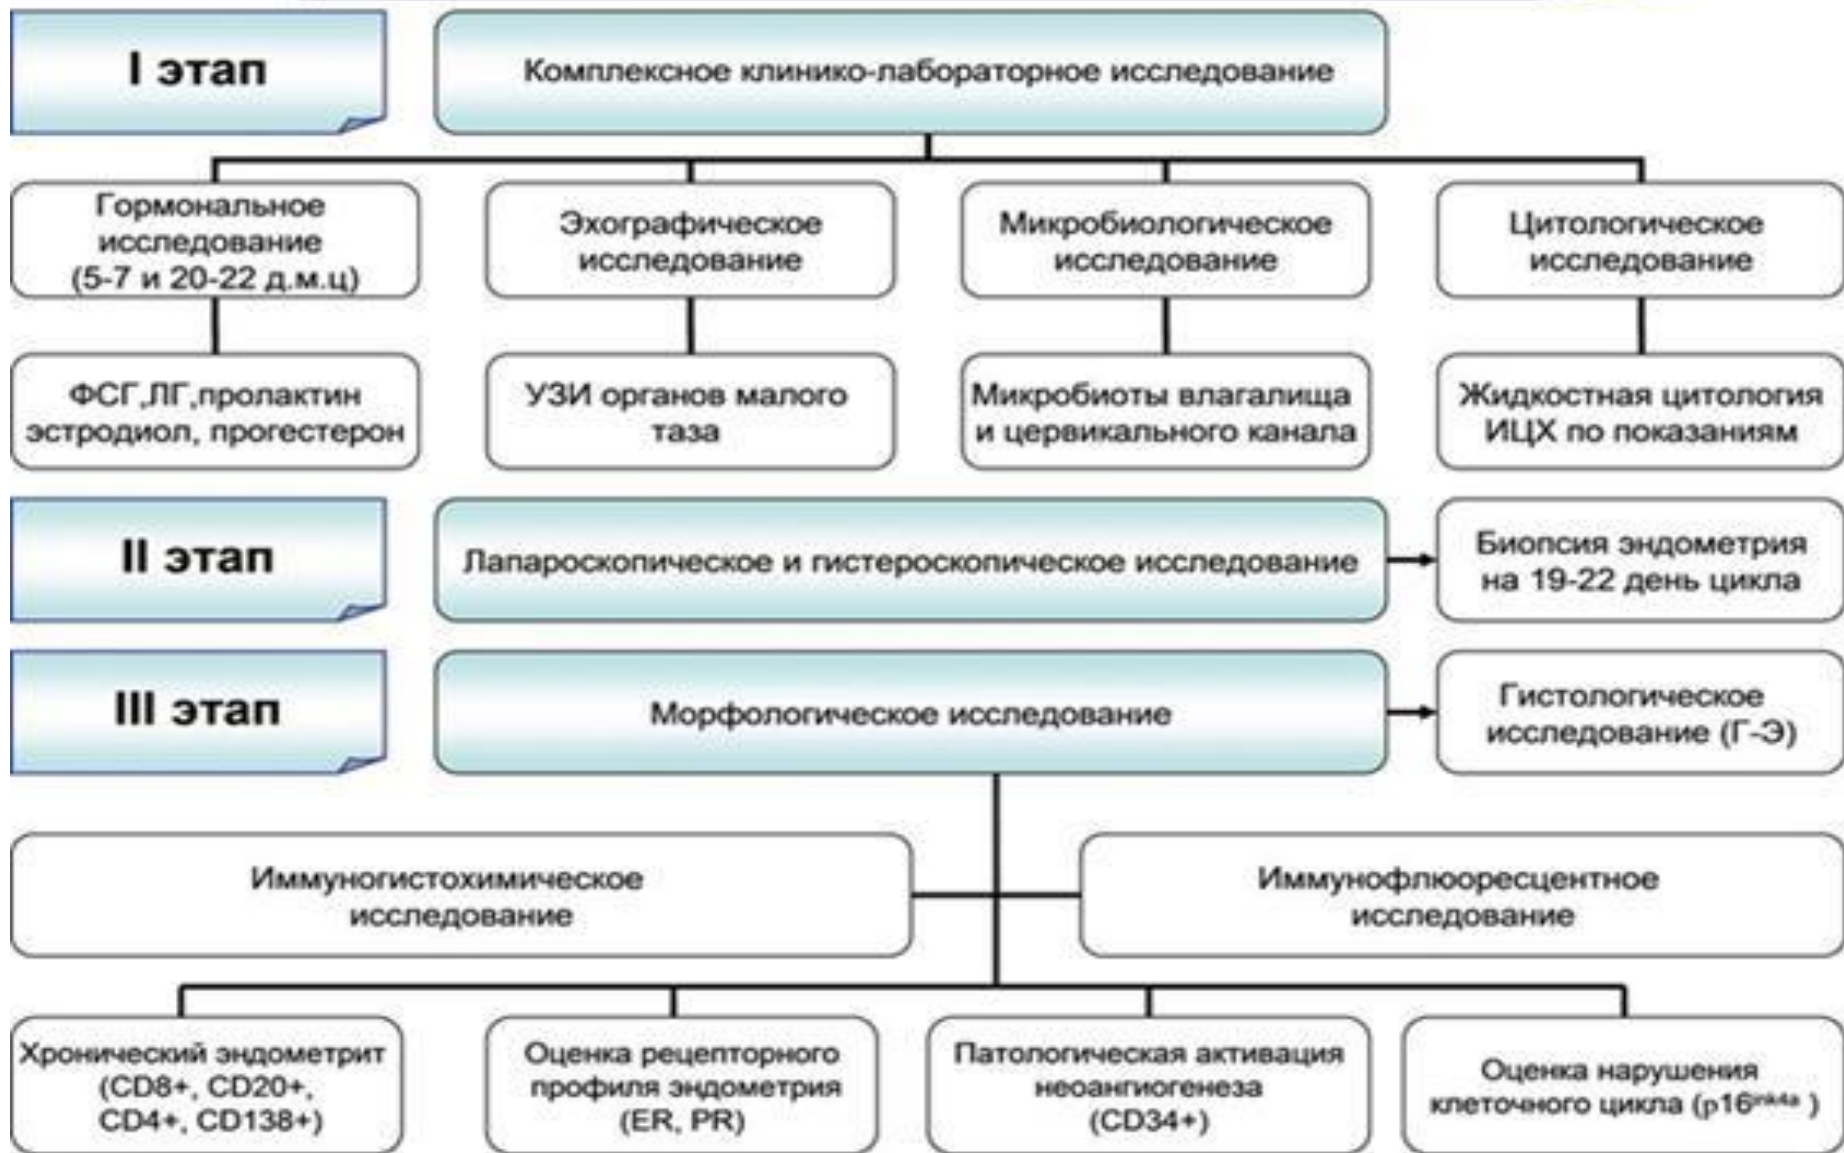 I этап
Комплексное клинико-лабораторное исследование
Гормональное
исследование
(5-7 и 20-22 д.м.ц)
Эхографическое
исследование
Микробиологическое
исследование
Цитологическое
исследование
ФСГ,ЛГ,пролактин
эстродиол, прогестерон
УЗИ органов малого
таза
Микробиоты влагалища
и цервикального канала
Жидкостная цитология
ИЦХ по показаниям
II этап
Лапароскопическое и гистероскопическое исследование
Биопсия эндометрия
на 19-22 день цикла
III этап
Морфологическое исследование
Гистологическое
исследование (Г-Э)
Иммуногистохимическое
исследование
Иммунофлюоресцентное
исследование
Хронический эндометрит
(CD8+, CD20+,
CD4+, CD138+)
Оценка рецепторного
профиля эндометрия
(ER, PR)
Патологическая активация
неоангиогенеза
(CD34+)
Оценка нарушения
клеточного цикла (p16ink4a )